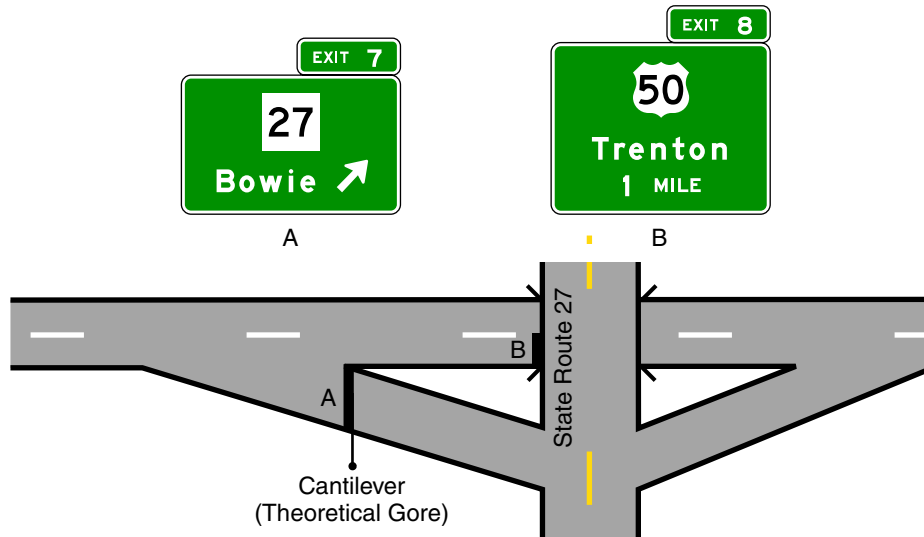 EXIT 7
27
Bowie
A
EXIT 8
50
Trenton
1 MILE
B
State Route 27
B
A
Cantilever
(Theoretical Gore)